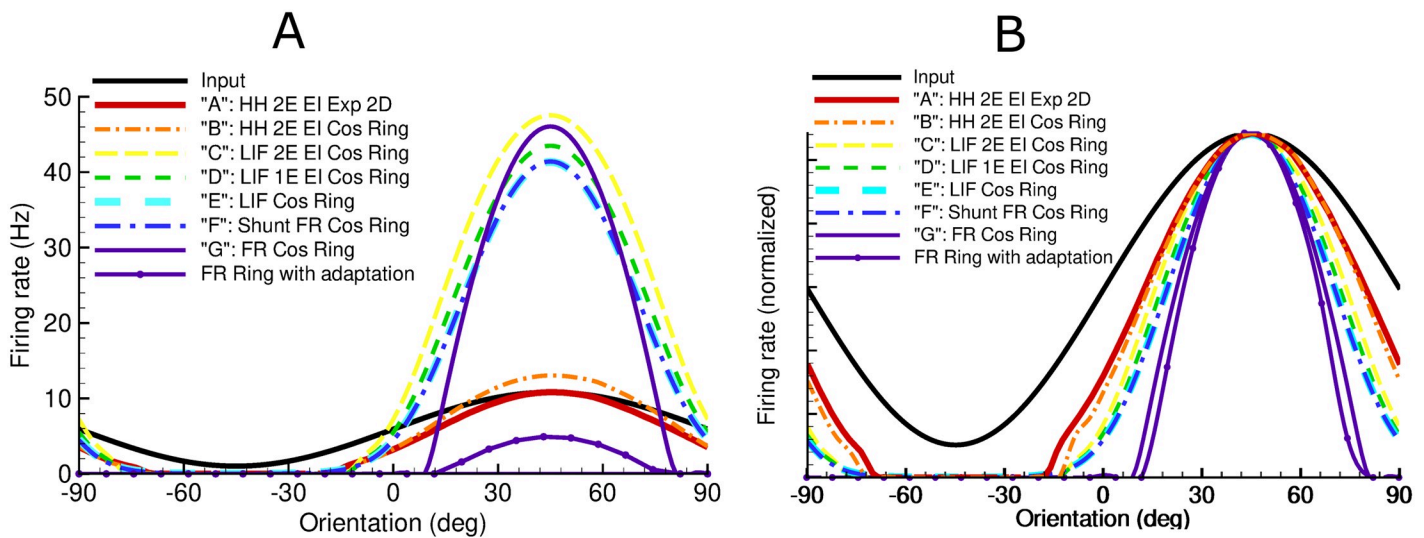 A
Input
"A": HH 2E EI Exp 2D
"B": HH 2E EI Cos Ring
"C": LIF 2E EI Cos Ring
"D": LIF 1E EI Cos Ring
"E": LIF Cos Ring
"F": Shunt FR Cos Ring
"G": FR Cos Ring
FR Ring with adaptation
Firing rate (Hz)
50
40
30
20
10
0
-90 -60 -30 0 30 60 90
Orientation (deg)
B
Input
"A": HH 2E EI Exp 2D
"B": HH 2E EI Cos Ring
"C": LIF 2E EI Cos Ring
"D": LIF 1E EI Cos Ring
"E": LIF Cos Ring
"F": Shunt FR Cos Ring
"G": FR Cos Ring
FR Ring with adaptation
Firing rate (normalized)
-90 -60 -30 0 30 60 90
Orientation (deg)